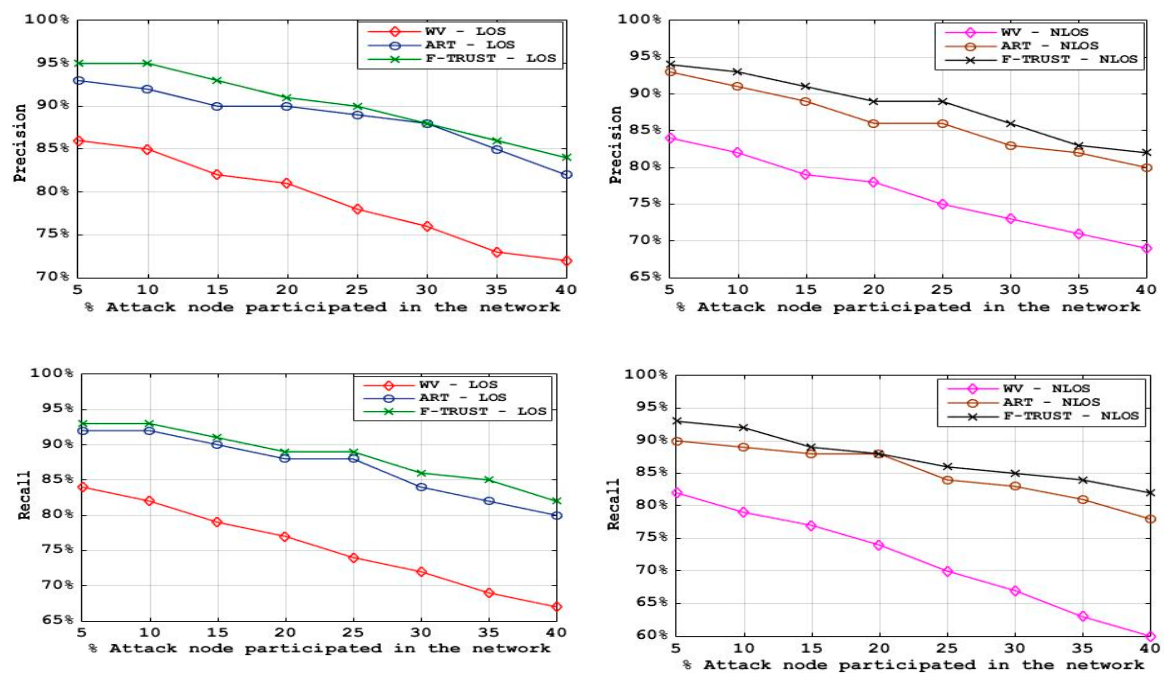 100%
95%
90%
85%
80%
75%
70%
Precision
5 10 15 20 25 30 35 40
% Attack node participated in the network
WV - LOS
ART - LOS
F-TRUST - LOS
100%
95%
90%
85%
80%
75%
70%
65%
Precision
5 10 15 20 25 30 35 40
% Attack node participated in the network
WV - NLOS
ART - NLOS
F-TRUST - NLOS
100%
95%
90%
85%
80%
75%
70%
65%
Recall
5 10 15 20 25 30 35 40
% Attack node participated in the network
WV - LOS
ART - LOS
F-TRUST - LOS
100%
95%
90%
85%
80%
75%
70%
65%
60%
Recall
5 10 15 20 25 30 35 40
% Attack node participated in the network
WV - NLOS
ART - NLOS
F-TRUST - NLOS